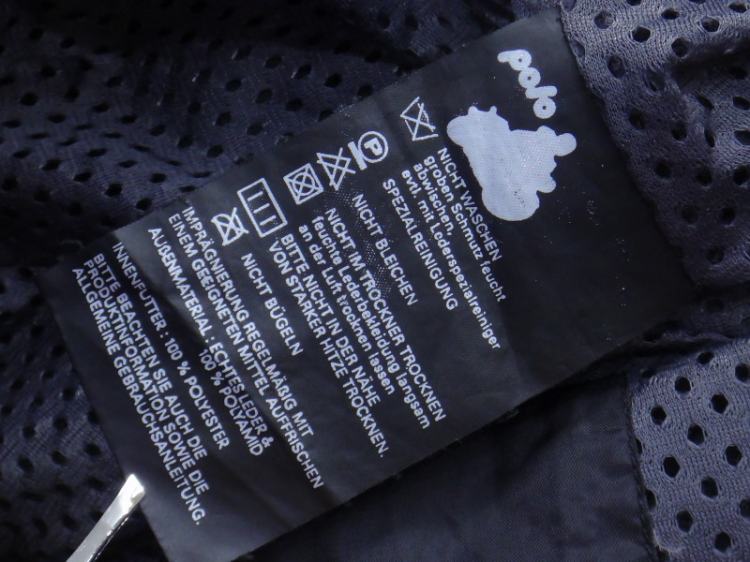 polo
NICHT WASCHEN
groben Schmutz feucht
abwischen,
evtl. mit Lederspezialreiniger
P
SPEZIALREINIGUNG
NICHT BLEICHEN
NICHT IM TROCKNER TROCKNEN
feuchte Lederbekleidung langsam
an der Luft trocknen lassen
BITTE NICHT IN DER NÄHE
VON STARKER HITZE TROCKNEN.
NICHT BÜGELN
IMPRÄGNIERUNG REGELMÄßIG MIT
EINEM GEEIGNETEN MITTEL AUFFRISCHEN
AUßENMATERIAL : ECHTES LEDER &
100 % POLYAMID
INNENFUTTER : 100 % POLYESTER
BITTE BEACHTEN SIE AUCH DIE
PRODUKTINFORMATION SOWIE DIE
ALLGEMEINE GEBRAUCHSANLEITUNG.